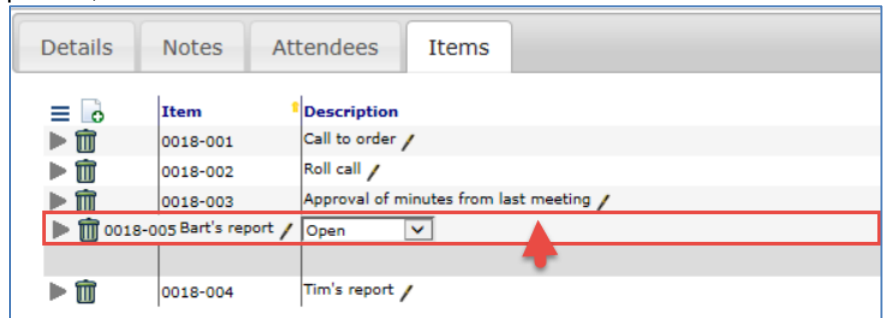 Details Notes Attendees Items
Item Description
0018-001 Call to order
0018-002 Roll call
0018-003 Approval of minutes from last meeting
0018-005 Bart's report Open
0018-004 Tim's report